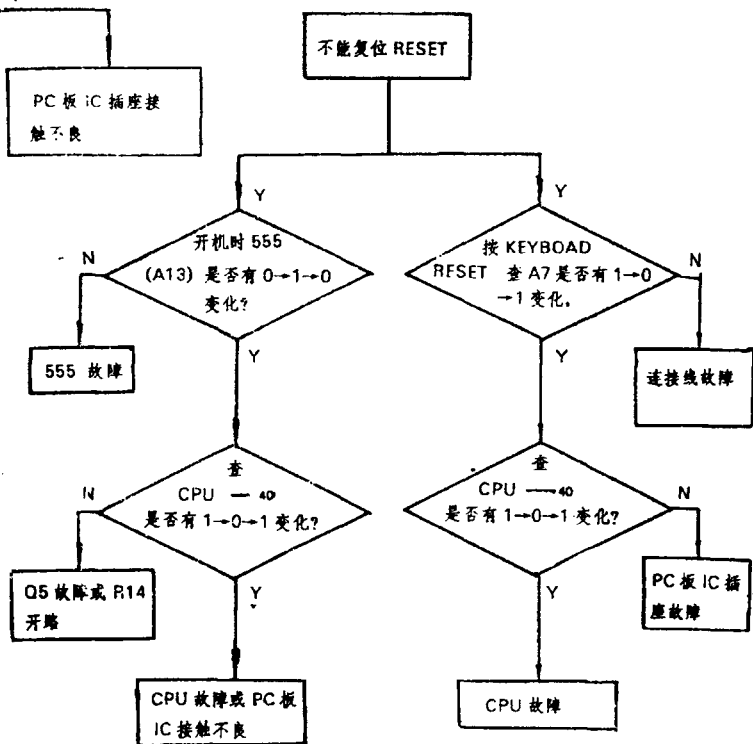 PC 板 iC 插座接
触不良
不能复位 RESET
Y
Y
开机时 555
(A13) 是否有 0→1→0
变化?
N
按 KEYBOAD
RESET 查 A7 是否有 1→0
→1 变化.
N
Y
Y
555 故障
连接线故障
查
CPU — 40
是否有 1→0→1 变化?
N
查
CPU — 40
是否有 1→0→1 变化?
N
Y
Y
Q5 故障或 R14
开路
PC 板 IC 插
座故障
CPU 故障或 PC 板
IC 接触不良
CPU 故障